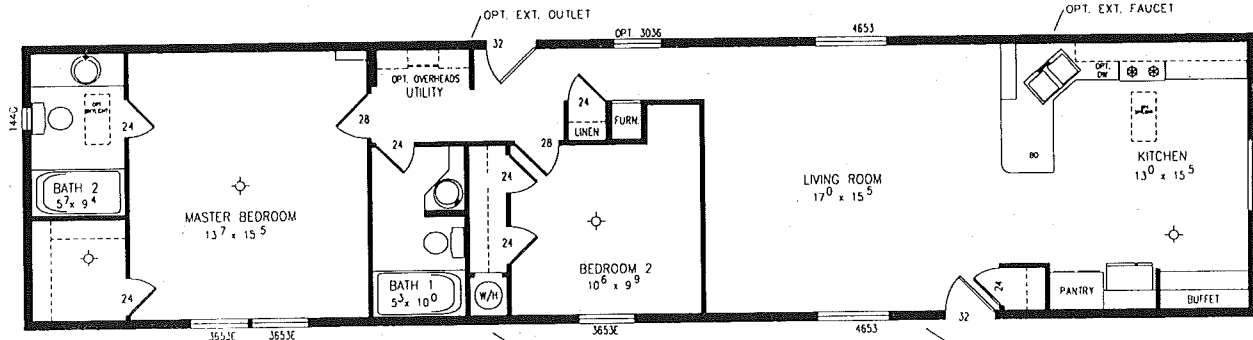 OPT. EXT. OUTLET
OPT. EXT. FAUCET
32
OPT. 3036
4653
OPT. OVERHEADS
UTILITY
24
LINEN
FURN.
28
OPT.
DW
1440
24
28
24
BO
KITCHEN
13⁰ x 15⁵
LIVING ROOM
17⁰ x 15⁵
BATH 2
5⁷ x 9⁴
MASTER BEDROOM
13⁷ x 15⁵
24
24
BEDROOM 2
10⁶ x 9⁹
BATH 1
5³ x 10⁰
W/H
24
24
PANTRY
BUFFET
32
3653E
3653E
3653E
4653